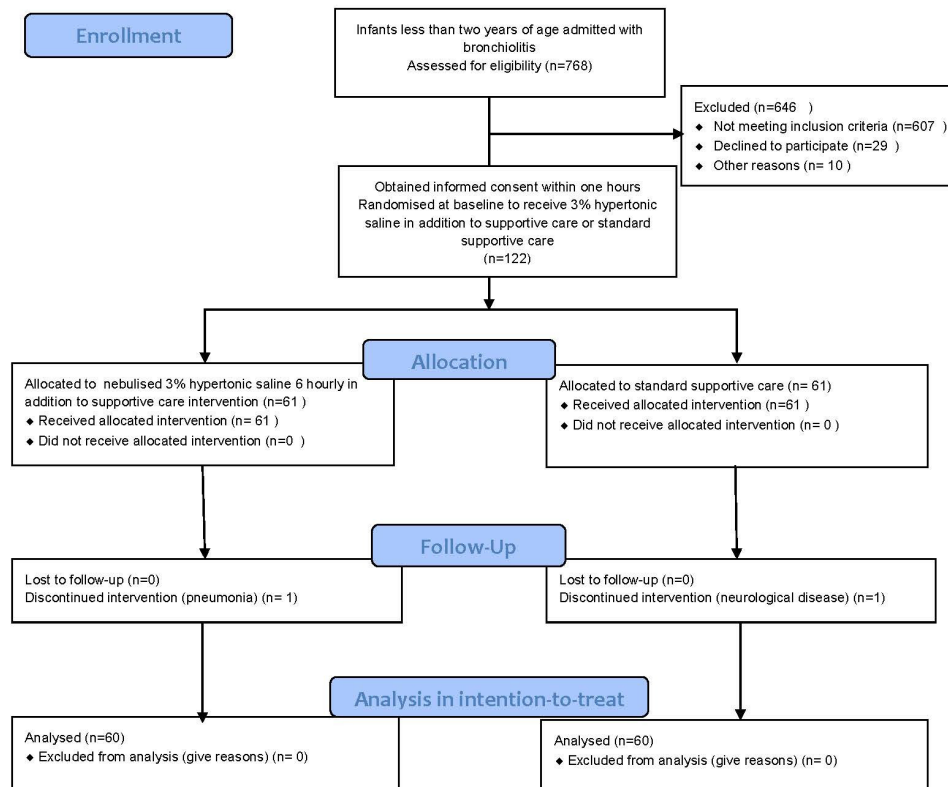 Enrollment
Infants less than two years of age admitted with
bronchiolitis
Assessed for eligibility (n=768)
Excluded (n=646   )
◆ Not meeting inclusion criteria (n=607   )
◆ Declined to participate (n=29   )
◆ Other reasons (n= 10 )
Obtained informed consent within one hours
Randomised at baseline to receive 3% hypertonic
saline in addition to supportive care or standard
supportive care
(n=122)
Allocation
Allocated to  nebulised 3% hypertonic saline 6 hourly in
addition to supportive care intervention (n=61 )
◆ Received allocated intervention (n= 61 )
◆ Did not receive allocated intervention (n=0   )
Allocated to standard supportive care (n= 61)
◆ Received allocated intervention (n=61   )
◆ Did not receive allocated intervention (n= 0  )
Follow-Up
Lost to follow-up (n=0)
Discontinued intervention (pneumonia) (n= 1)
Lost to follow-up (n=0)
Discontinued intervention (neurological disease) (n=1)
Analysis in intention-to-treat
Analysed (n=60)
◆ Excluded from analysis (give reasons) (n= 0)
Analysed (n=60)
◆ Excluded from analysis (give reasons) (n= 0)